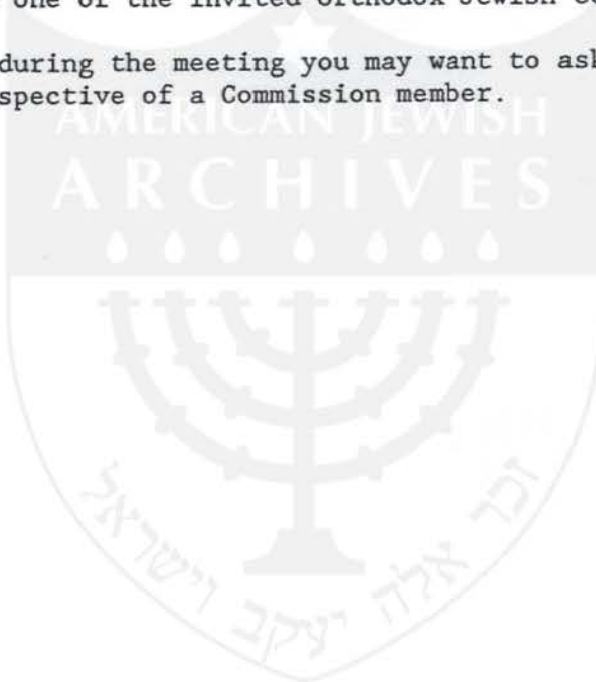 one of the invited Orthodox Jewish
during the meeting you may want to ask
spective of a Commission member.
AMERICAN JEWISH
ARCHIVES
זכר אלה יעקב וישראל